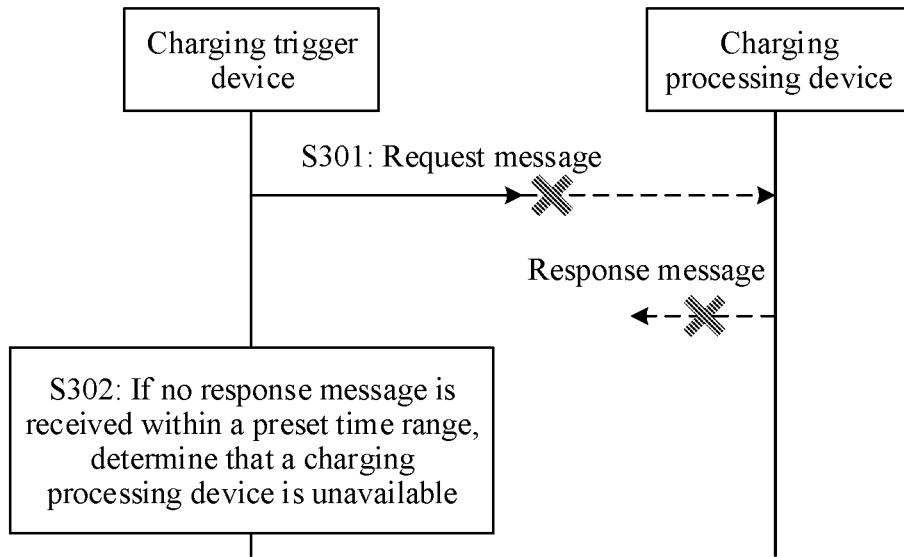 Charging trigger
device
Charging
processing device
S301: Request message
Response message
S302: If no response message is
received within a preset time range,
determine that a charging
processing device is unavailable